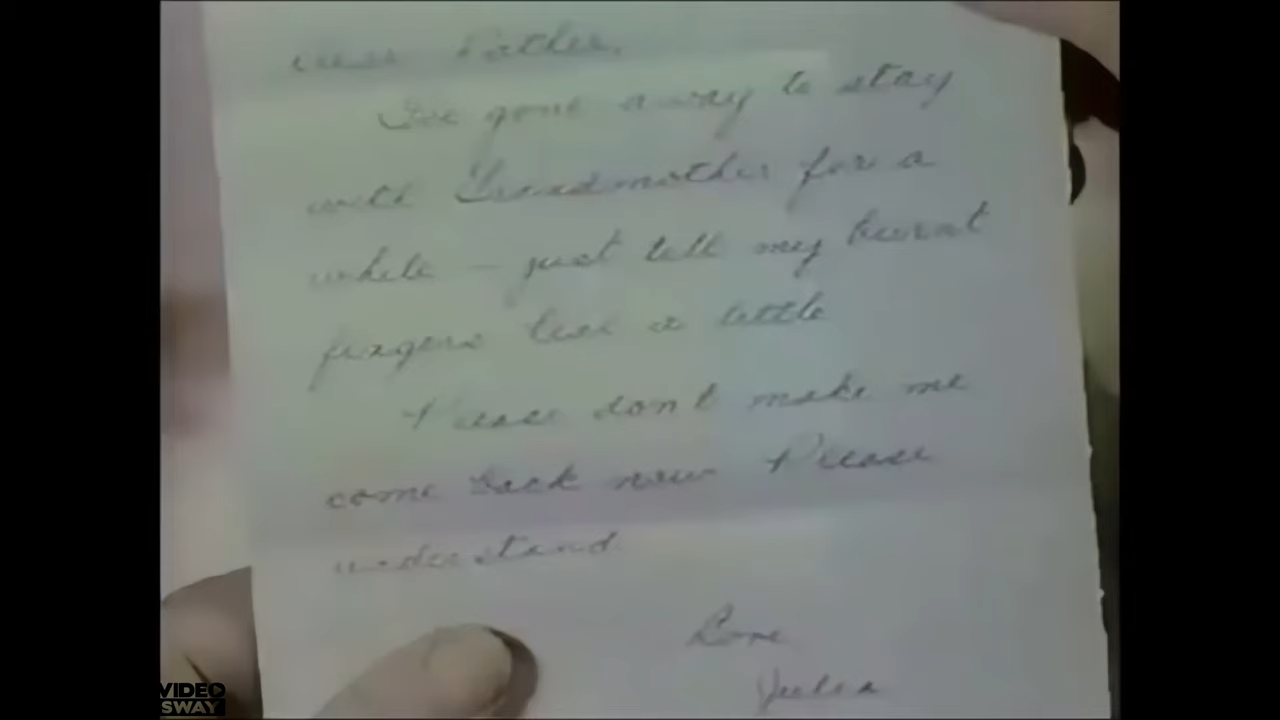 Dear Father,
I've gone away to stay
with Grandmother for a
while – just till my burnt
fingers heal a little
Please don't make me
come back now Please
understand
Love
Julia
VIDEO
SWAY